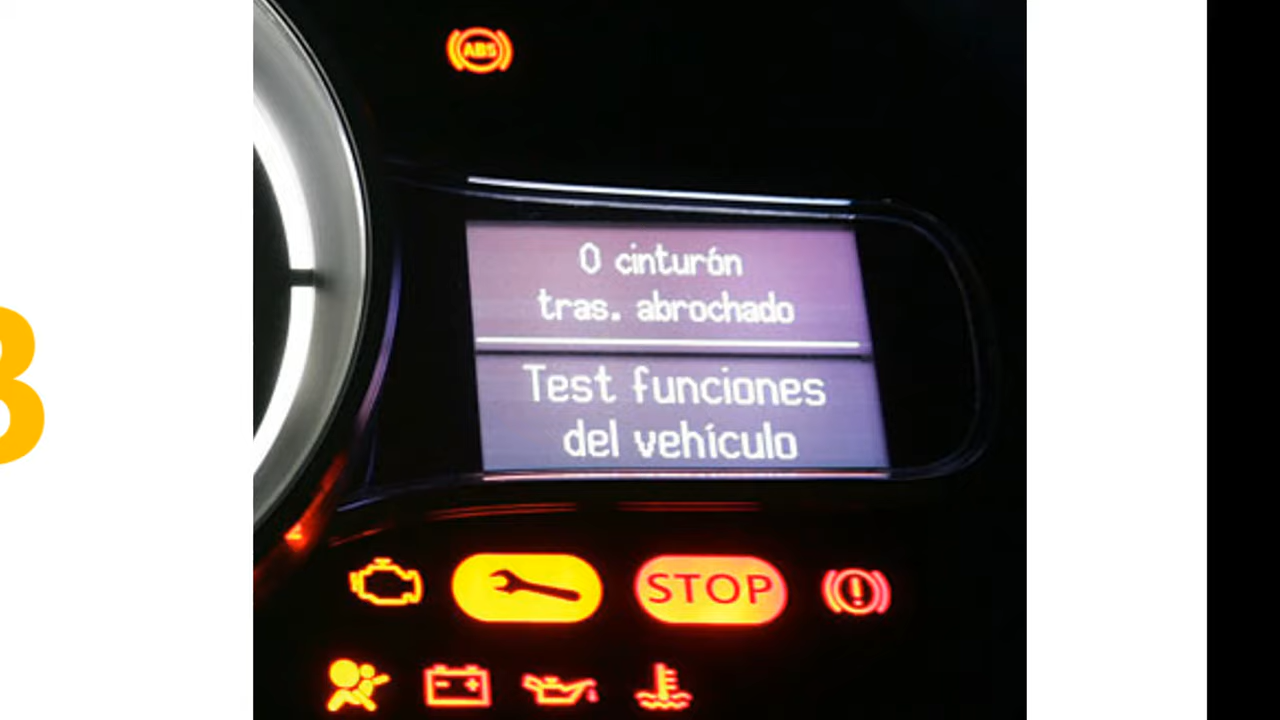 ABS
0 cinturón
tras. abrochado
Test funciones
del vehículo
STOP